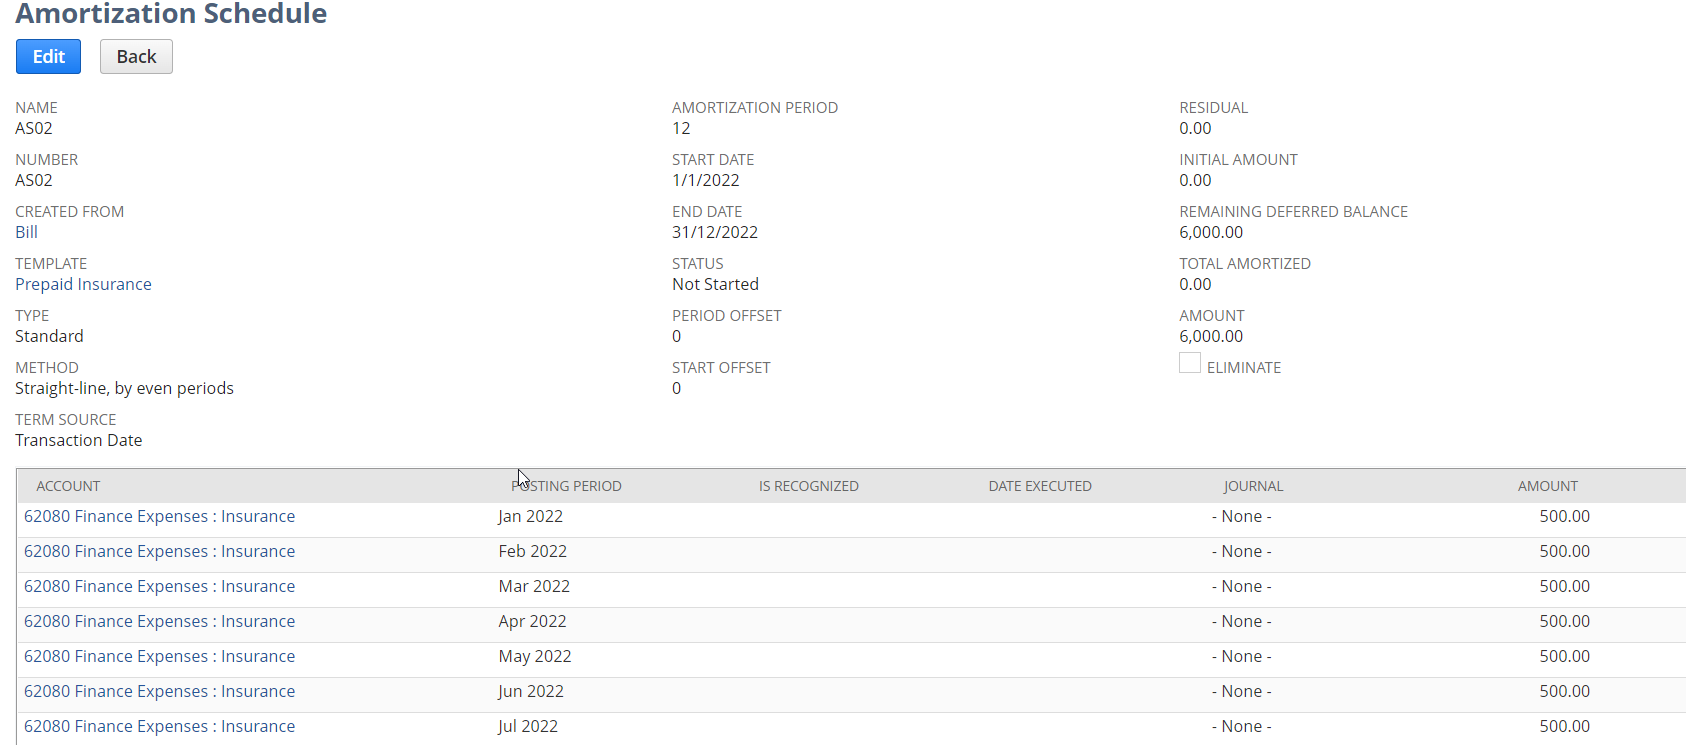 Amortization Schedule
Edit Back
NAME
AS02
NUMBER
AS02
CREATED FROM
Bill
TEMPLATE
Prepaid Insurance
TYPE
Standard
METHOD
Straight-line, by even periods
TERM SOURCE
Transaction Date
AMORTIZATION PERIOD
12
START DATE
1/1/2022
END DATE
31/12/2022
STATUS
Not Started
PERIOD OFFSET
0
START OFFSET
0
RESIDUAL
0.00
INITIAL AMOUNT
0.00
REMAINING DEFERRED BALANCE
6,000.00
TOTAL AMORTIZED
0.00
AMOUNT
6,000.00
ELIMINATE
ACCOUNT POSTING PERIOD IS RECOGNIZED DATE EXECUTED JOURNAL AMOUNT
62080 Finance Expenses : Insurance Jan 2022 - None - 500.00
62080 Finance Expenses : Insurance Feb 2022 - None - 500.00
62080 Finance Expenses : Insurance Mar 2022 - None - 500.00
62080 Finance Expenses : Insurance Apr 2022 - None - 500.00
62080 Finance Expenses : Insurance May 2022 - None - 500.00
62080 Finance Expenses : Insurance Jun 2022 - None - 500.00
62080 Finance Expenses : Insurance Jul 2022 - None - 500.00